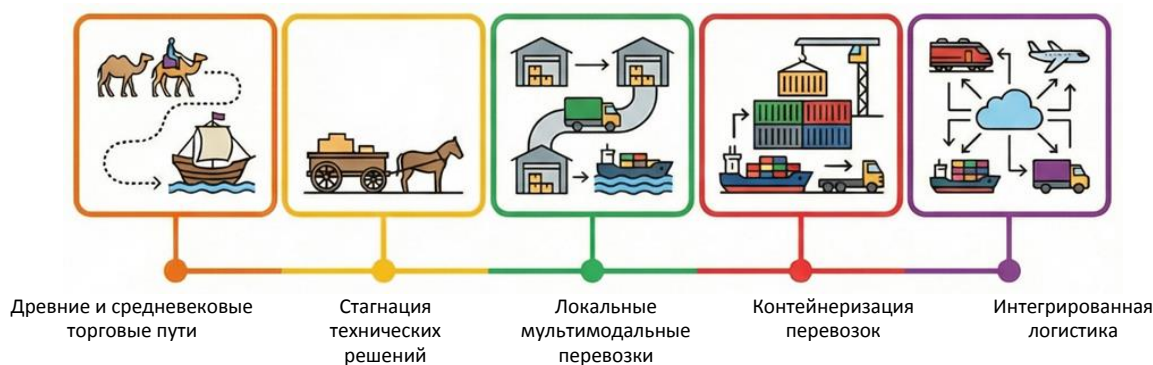 Древние и средневековые
торговые пути
Стагнация
технических
решений
Локальные
мультимодальные
перевозки
Контейнеризация
перевозок
Интегрированная
логистика